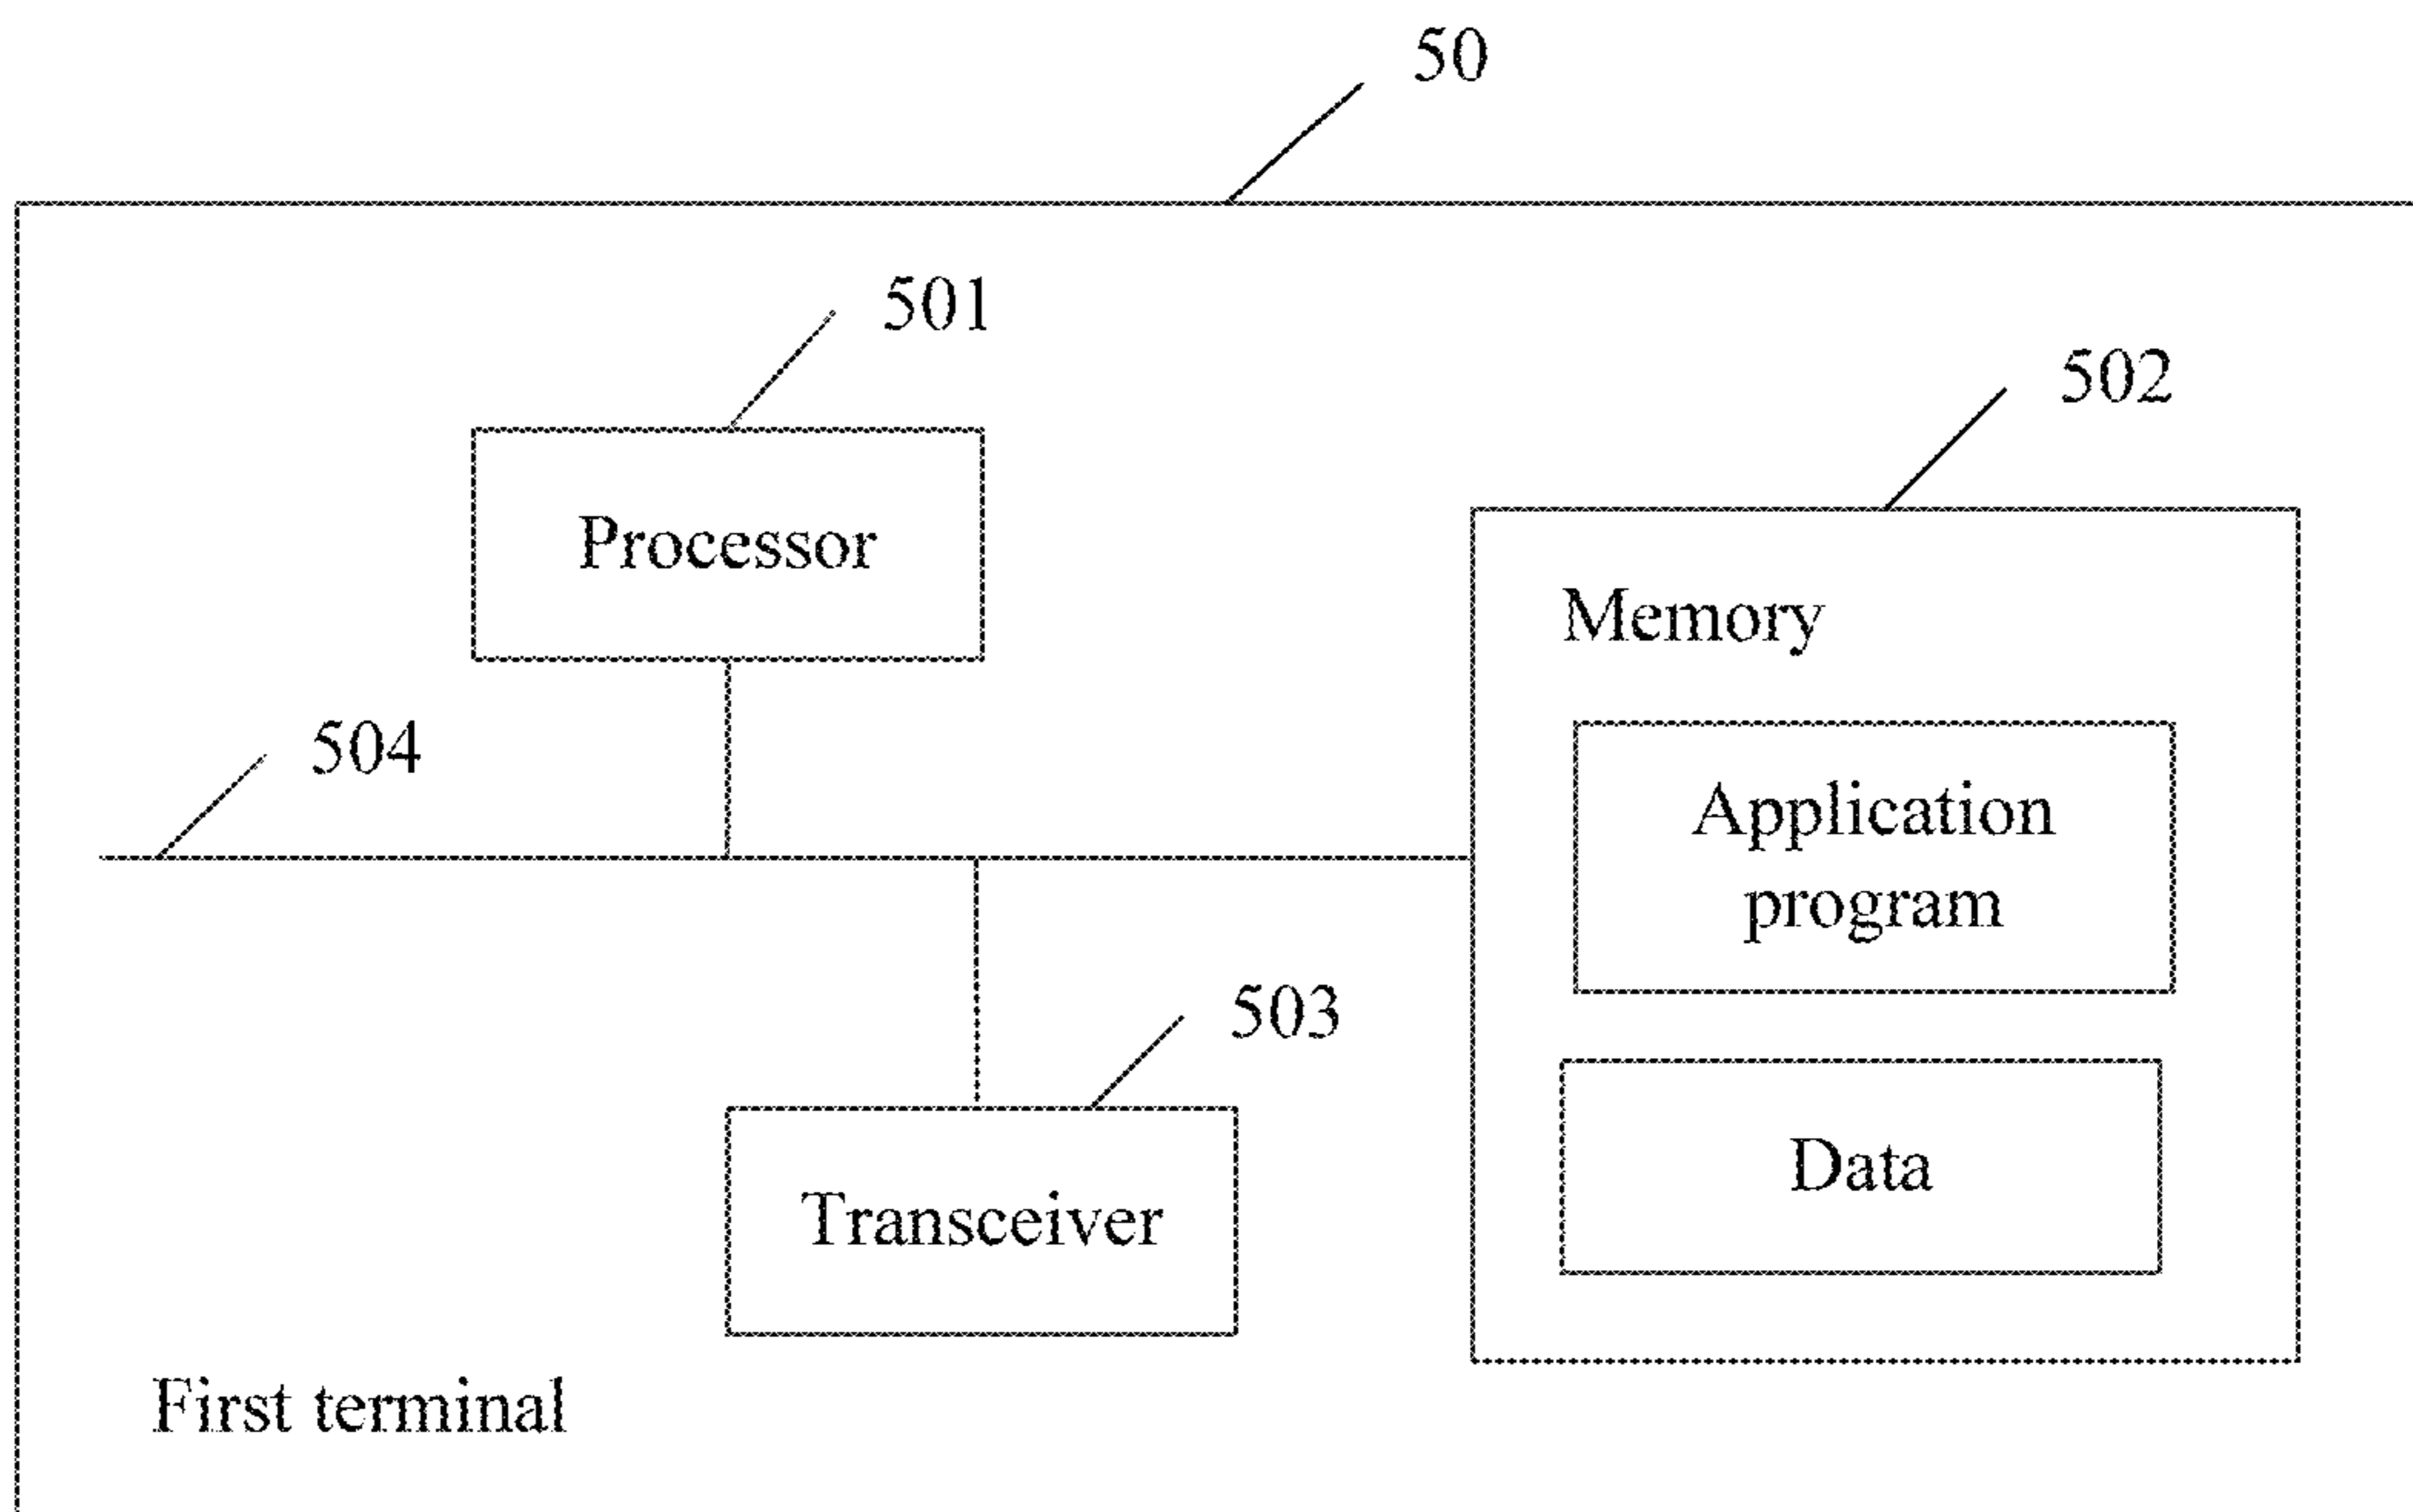 50
501
502
Processor
Memory
504
Application
program
503
Data
Transceiver
First terminal